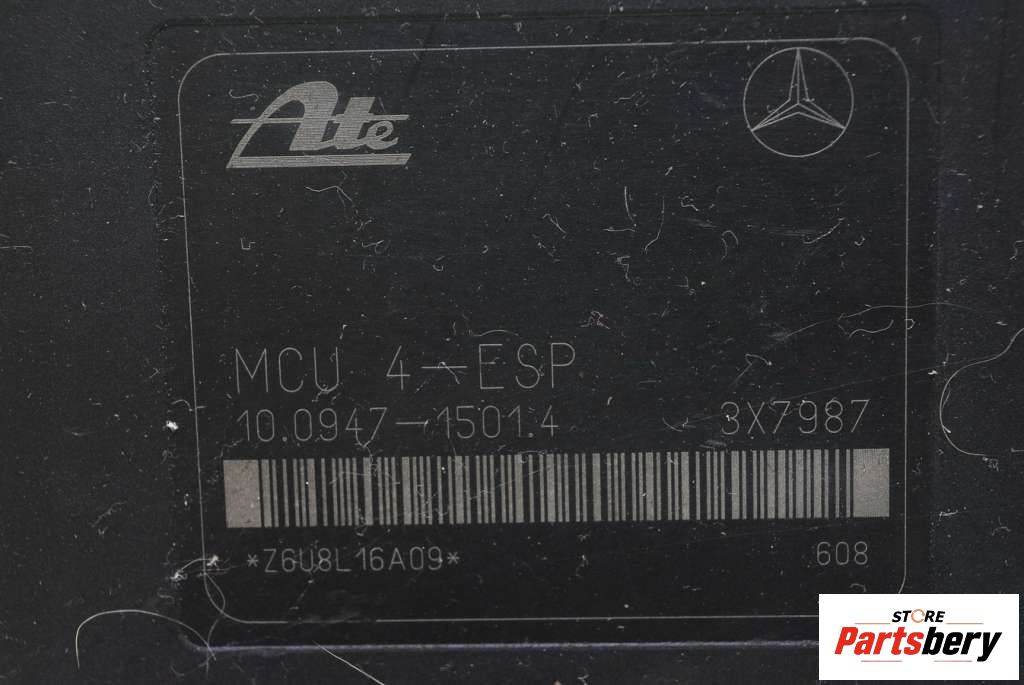 Ate
MCU 4-ESP
10.0947-1501.4 3X7987
*Z6U8L16A09*
608
STORE
Partsbery